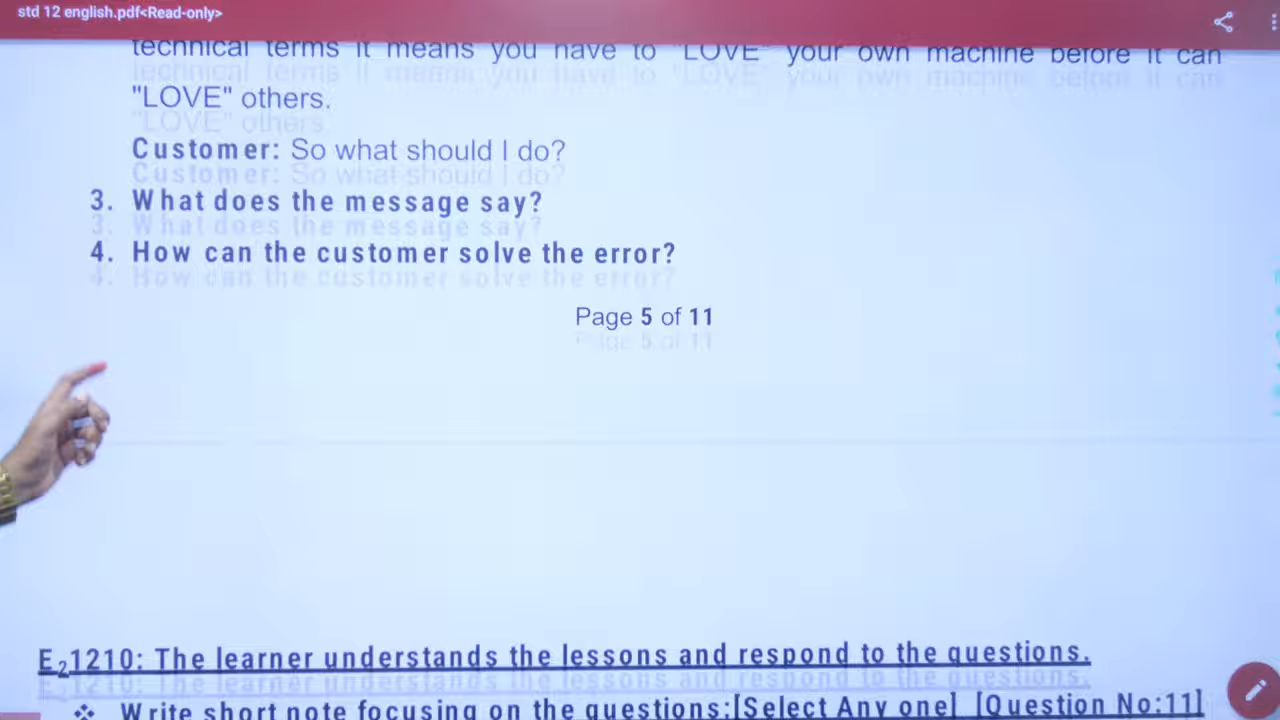 std 12 english.pdf<Read-only>
technical terms it means you have to "LOVE" your own machine before it can
"LOVE" others.
Customer: So what should I do?
3. What does the message say?
4. How can the customer solve the error?
Page 5 of 11
E₂1210: The learner understands the lessons and respond to the questions.
❖ Write short note focusing on the questions:[Select Any one] [Question No:11]